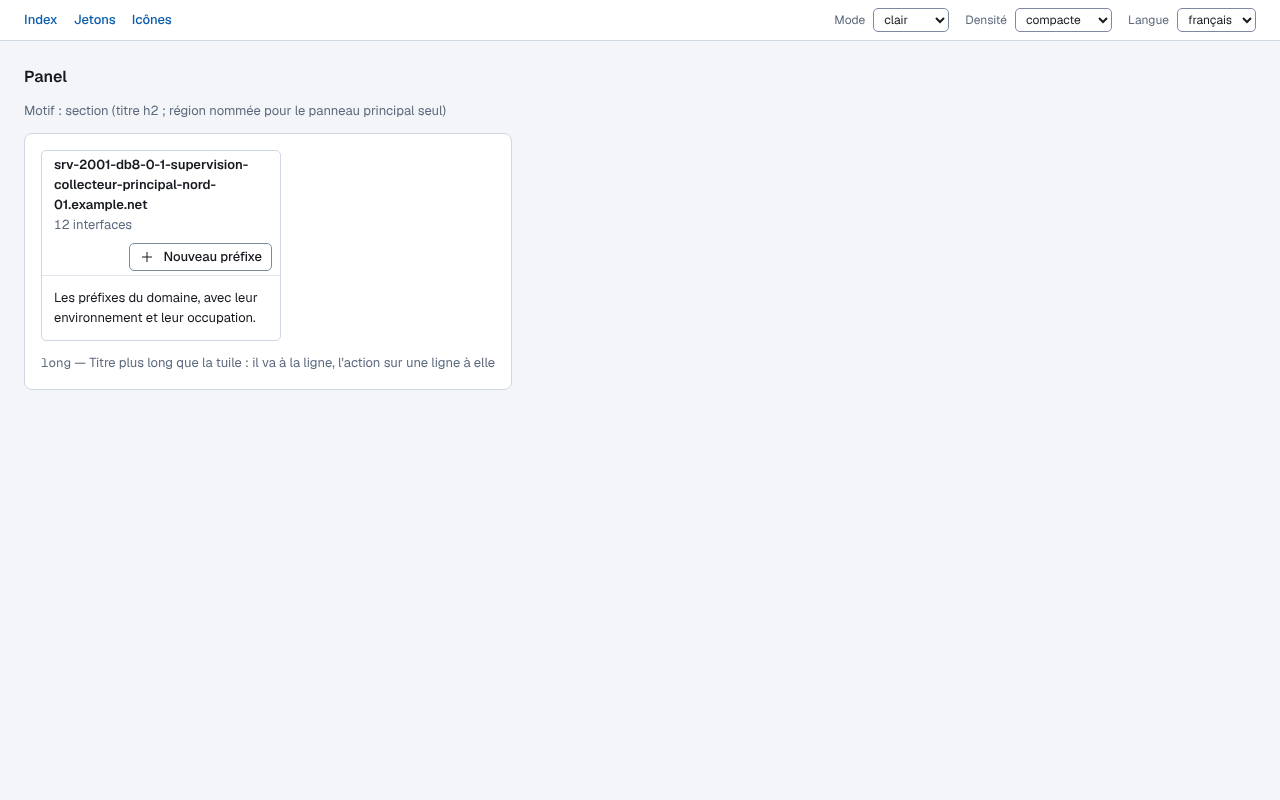 Index Jetons Icônes Mode clair Densité compacte Langue français
Panel
Motif : section (titre h2 ; région nommée pour le panneau principal seul)
srv-2001-db8-0-1-supervision-
collecteur-principal-nord-
01.example.net
12 interfaces
Nouveau préfixe
Les préfixes du domaine, avec leur
environnement et leur occupation.
long — Titre plus long que la tuile : il va à la ligne, l'action sur une ligne à elle